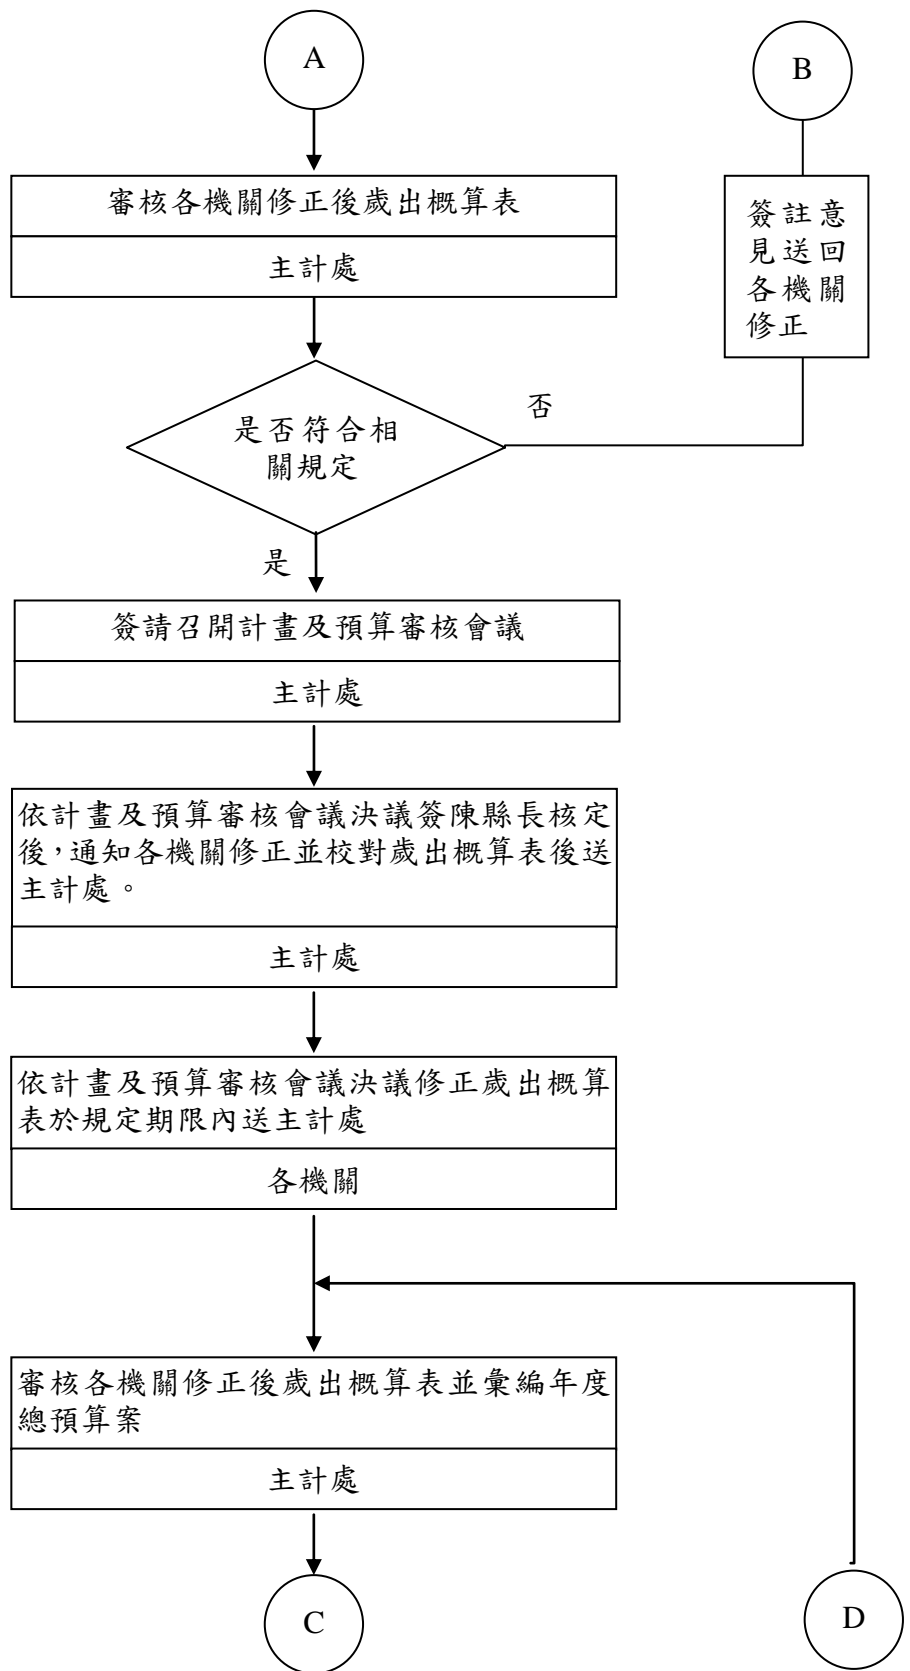 A
B
審核各機關修正後歲出概算表
主計處
簽註意
見送回
各機關
修正
是否符合相
關規定
否
是
簽請召開計畫及預算審核會議
主計處
依計畫及預算審核會議決議簽陳縣長核定
後,通知各機關修正並校對歲出概算表後送
主計處。
主計處
依計畫及預算審核會議決議修正歲出概算
表於規定期限內送主計處
各機關
審核各機關修正後歲出概算表並彙編年度
總預算案
主計處
C
D